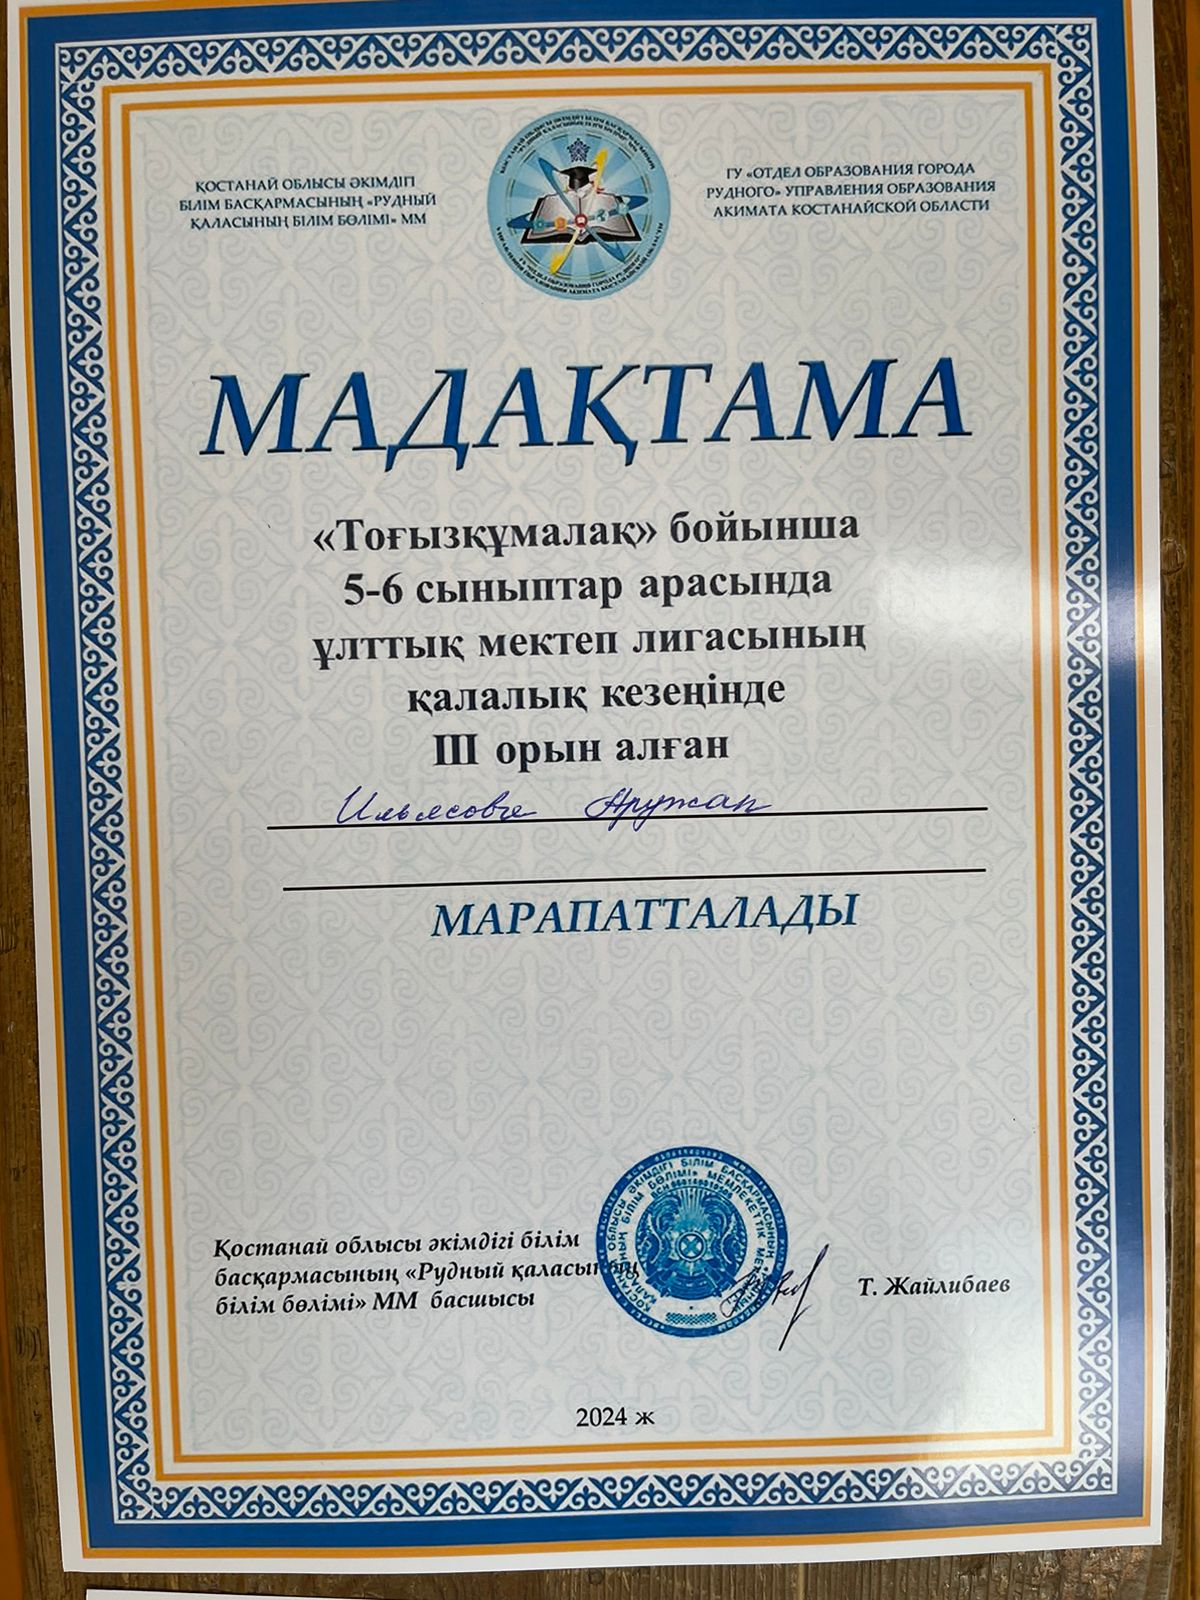 ҚОСТАНАЙ ОБЛЫСЫ ӘКІМДІГІ
БІЛІМ БАСҚАРМАСЫНЫҢ «РУДНЫЙ
ҚАЛАСЫНЫҢ БІЛІМ БӨЛІМІ» ММ
ГУ «ОТДЕЛ ОБРАЗОВАНИЯ ГОРОДА
РУДНОГО» УПРАВЛЕНИЯ ОБРАЗОВАНИЯ
АКИМАТА КОСТАНАЙСКОЙ ОБЛАСТИ
МАДАҚТАМА
«Тоғызқұмалақ» бойынша
5-6 сыныптар арасында
ұлттық мектеп лигасының
қалалық кезеңінде
ІІІ орын алған
Ильясова Аружан
МАРАПАТТАЛАДЫ
Қостанай облысы әкімдігі білім
басқармасының «Рудный қаласының
білім бөлімі» ММ басшысы
Т. Жайлибаев
2024 ж